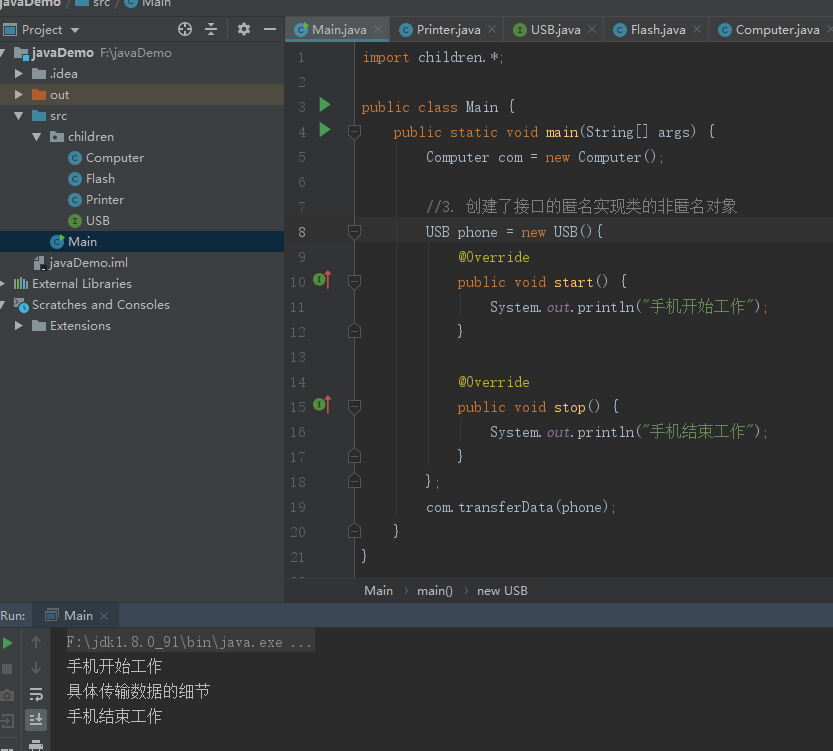 javaDemo src Main
Project
javaDemo F:\javaDemo
.idea
out
src
children
Computer
Flash
Printer
USB
Main
javaDemo.iml
External Libraries
Scratches and Consoles
Extensions
Main.java Printer.java USB.java Flash.java Computer.java
1 import children.*;
2
3 public class Main {
4 public static void main(String[] args) {
5 Computer com = new Computer();
6
7 //3. 创建了接口的匿名实现类的非匿名对象
8 USB phone = new USB(){
9 @Override
10 public void start() {
11 System.out.println("手机开始工作");
12 }
13
14 @Override
15 public void stop() {
16 System.out.println("手机结束工作");
17 }
18 };
19 com.transferData(phone);
20 }
21 }
Main main() new USB
Run: Main
F:\jdk1.8.0_91\bin\java.exe ...
手机开始工作
具体传输数据的细节
手机结束工作